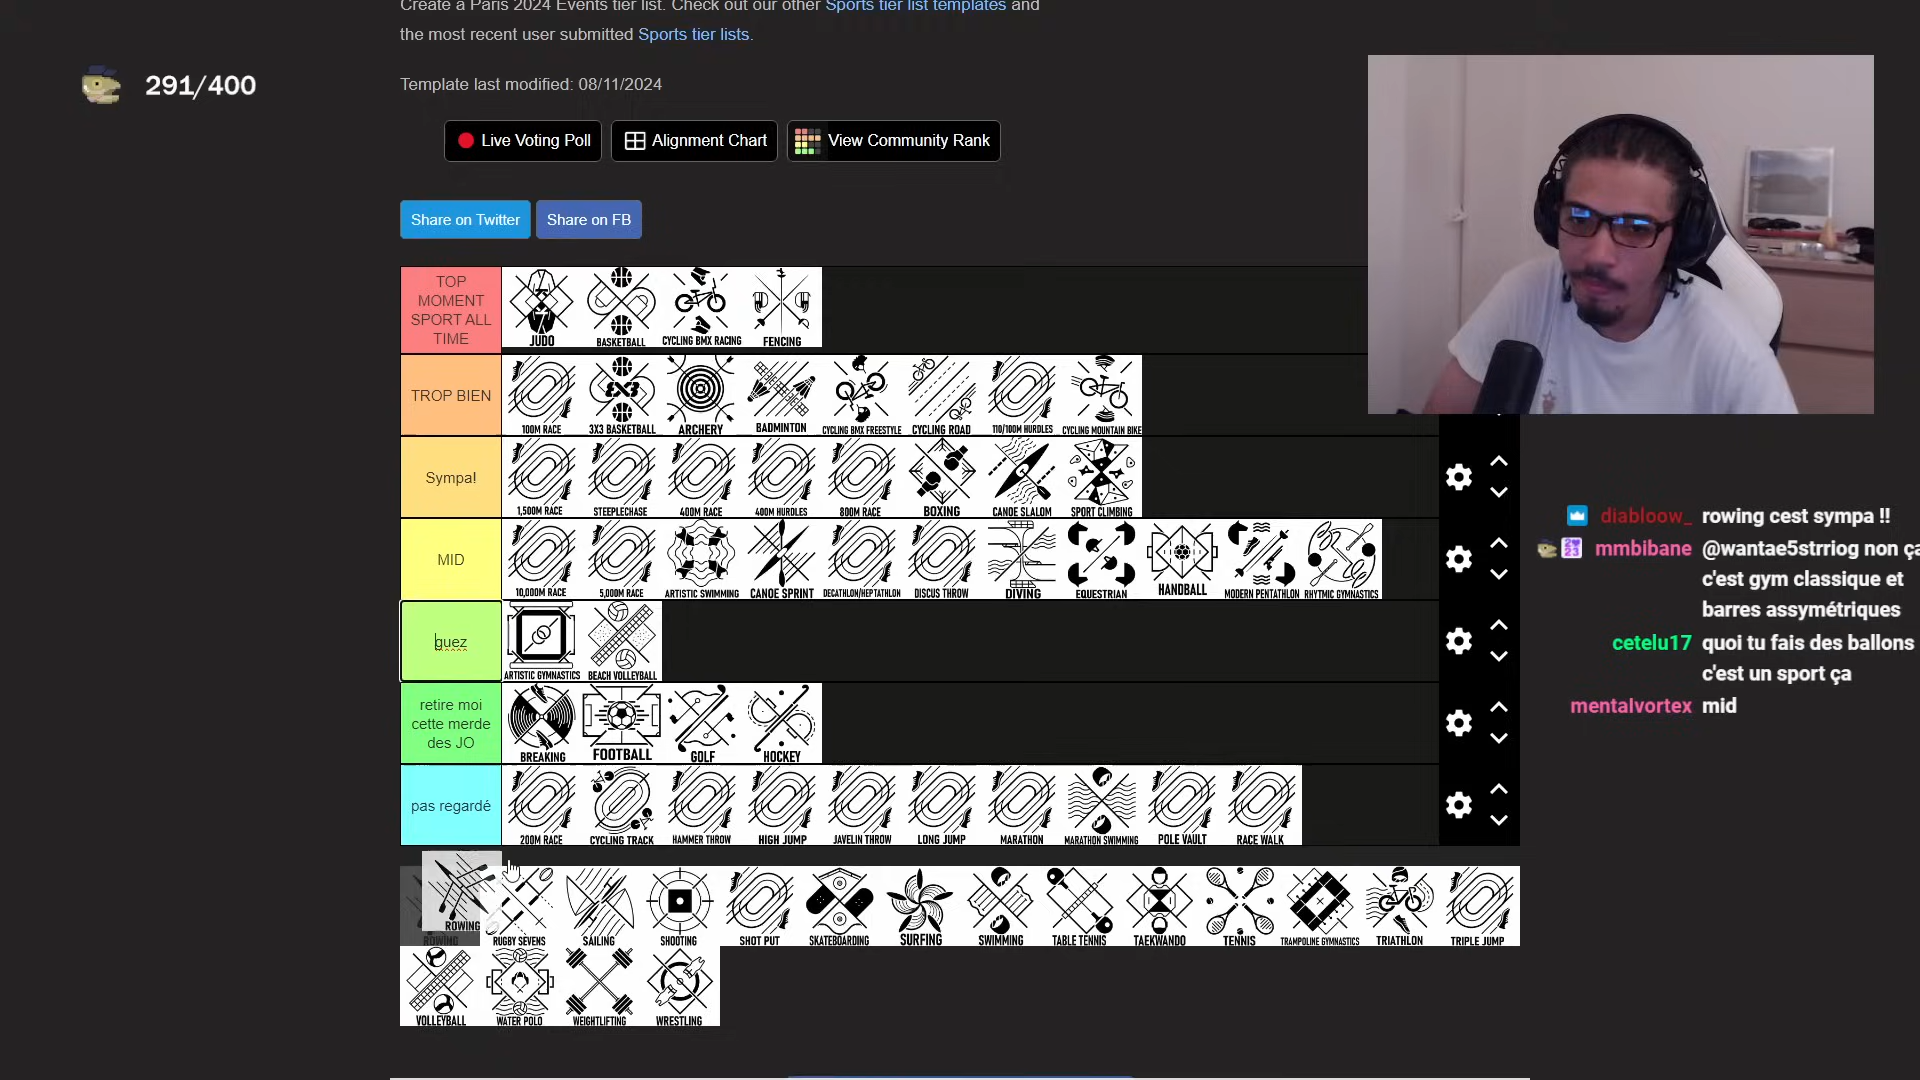 Create a Paris 2024 Events tier list. Check out our other Sports tier list templates and
the most recent user submitted Sports tier lists.
291/400
Template last modified: 08/11/2024
Live Voting Poll
Alignment Chart
View Community Rank
Share on Twitter
Share on FB
TOP
MOMENT
SPORT ALL
TIME
JUDO
BASKETBALL
CYCLING BMX RACING
FENCING
TROP BIEN
100M RACE
3X3
3X3 BASKETBALL
ARCHERY
BADMINTON
CYCLING BMX FREESTYLE
CYCLING ROAD
110/100M HURDLES
CYCLING MOUNTAIN BIKE
Sympa!
1,500M RACE
STEEPLECHASE
400M RACE
400M HURDLES
800M RACE
BOXING
CANOE SLALOM
SPORT CLIMBING
MID
10,000M RACE
5,000M RACE
ARTISTIC SWIMMING
CANOE SPRINT
DECATHLON/HEPTATHLON
DISCUS THROW
DIVING
EQUESTRIAN
HANDBALL
MODERN PENTATHLON
RHYTMIC GYMNASTICS
guez
ARTISTIC GYMNASTICS
BEACH VOLLEYBALL
retire moi
cette merde
des JO
BREAKING
FOOTBALL
GOLF
HOCKEY
pas regardé
200M RACE
CYCLING TRACK
HAMMER THROW
HIGH JUMP
JAVELIN THROW
LONG JUMP
MARATHON
MARATHON SWIMMING
POLE VAULT
RACE WALK
ROWING
ROWING
RUGBY SEVENS
SAILING
SHOOTING
SHOT PUT
SKATEBOARDING
SURFING
SWIMMING
TABLE TENNIS
TAEKWANDO
TENNIS
TRAMPOLINE GYMNASTICS
TRIATHLON
TRIPLE JUMP
VOLLEYBALL
WATER POLO
WEIGHTLIFTING
WRESTLING
diabloow_ rowing cest sympa !!
mmbibane @wantae5strriog non ça
c'est gym classique et
barres assymétriques
cetelu17 quoi tu fais des ballons
c'est un sport ça
mentalvortex mid